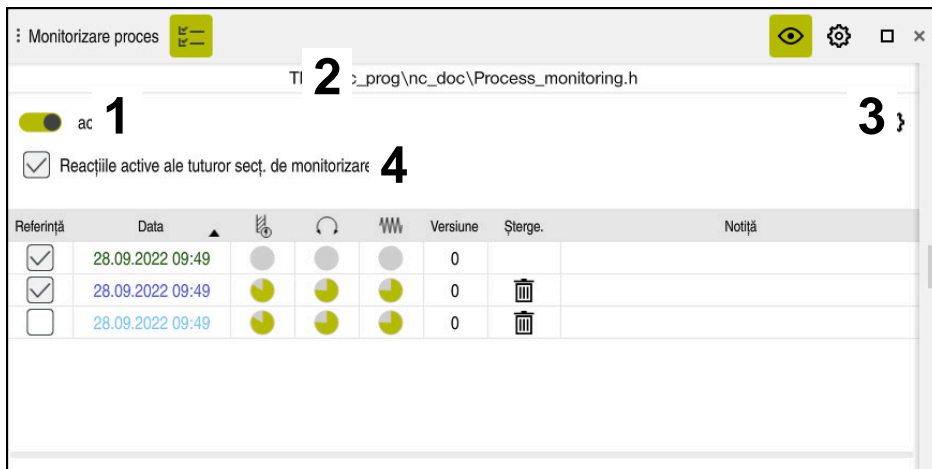 Monitorizare proces
2 _prog\nc_doc\Process_monitoring.h
1 3
Reacțiile active ale tuturor secț. de monitorizare 4
Referință Data Versiune Șterge. Notiță
28.09.2022 09:49 0
28.09.2022 09:49 0
28.09.2022 09:49 0